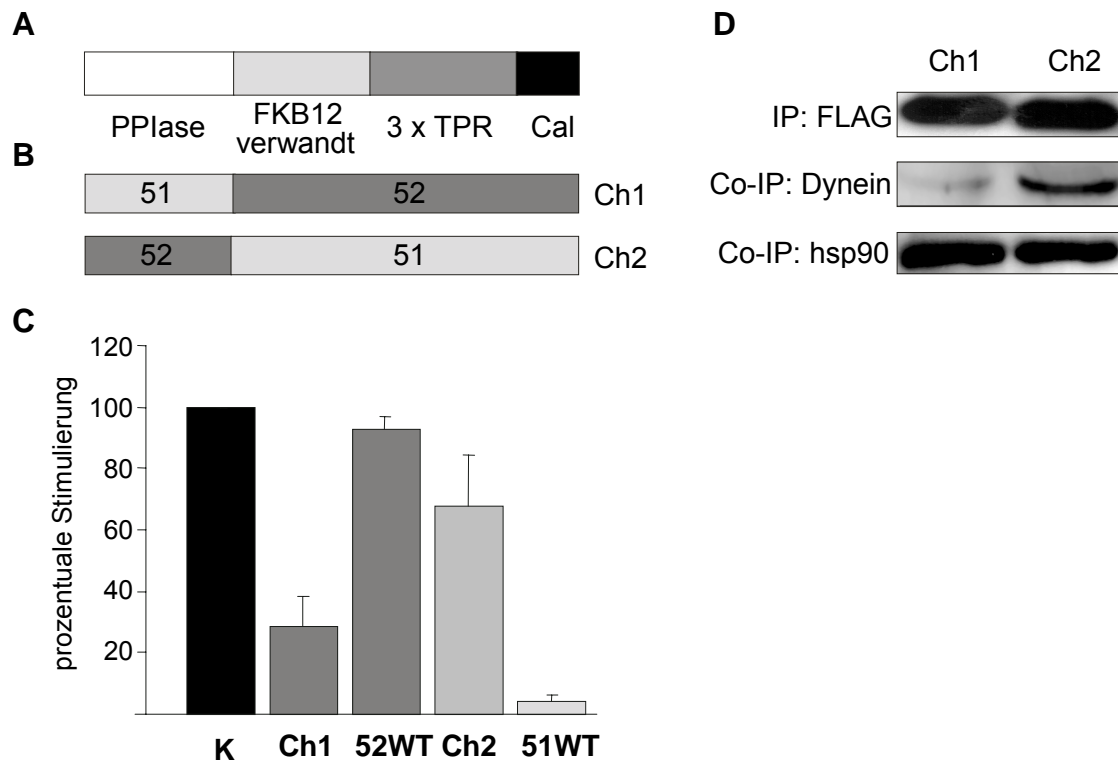 A
PPIase
FKB12
verwandt
3 x TPR
Cal
B
51
52
Ch1
52
51
Ch2
C
prozentuale Stimulierung
120
100
80
60
40
20
K
Ch1
52WT
Ch2
51WT
D
Ch1
Ch2
IP: FLAG
Co-IP: Dynein
Co-IP: hsp90